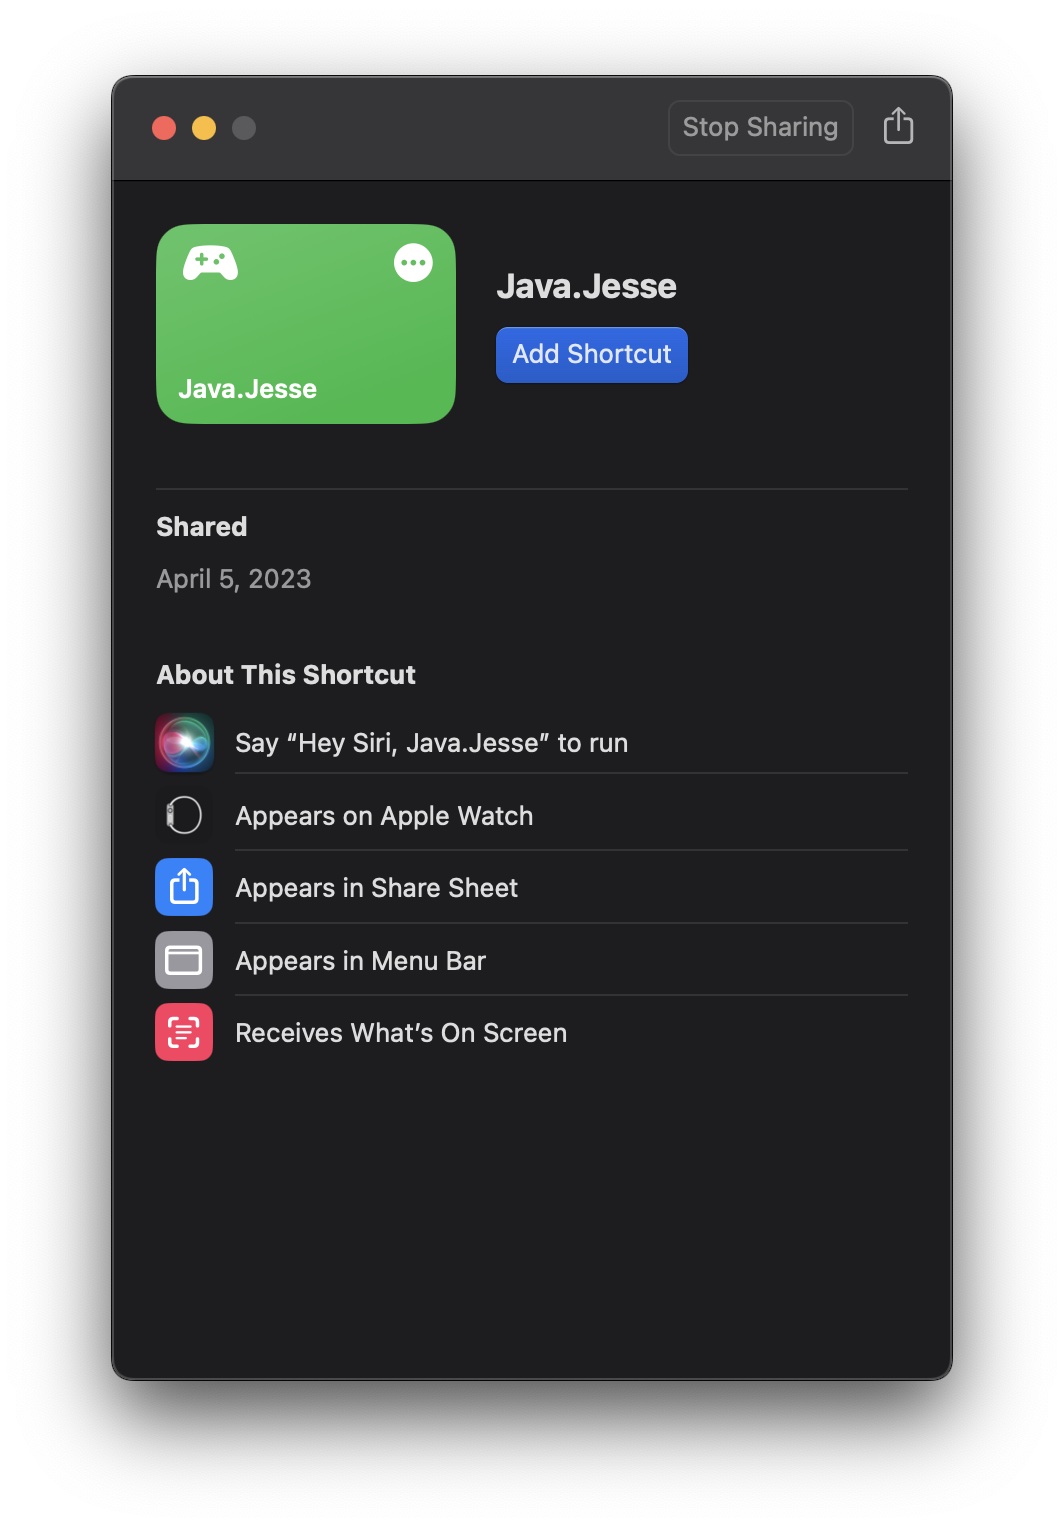 Stop Sharing
Java.Jesse
Java.Jesse
Add Shortcut
Shared
April 5, 2023
About This Shortcut
Say “Hey Siri, Java.Jesse” to run
Appears on Apple Watch
Appears in Share Sheet
Appears in Menu Bar
Receives What’s On Screen